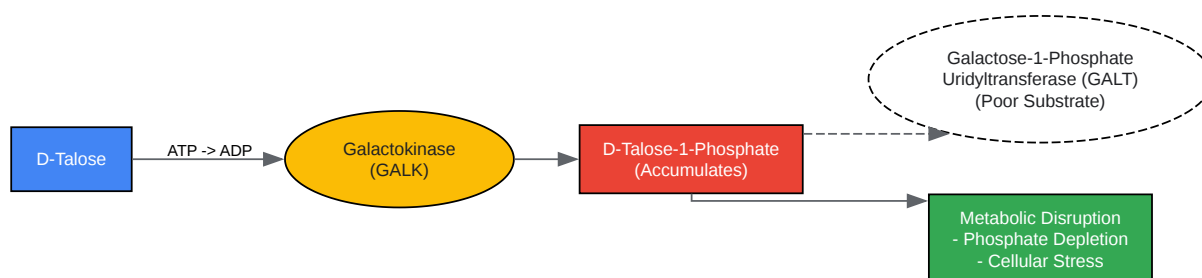 D-Talose
ATP -> ADP
Galactokinase
(GALK)
D-Talose-1-Phosphate
(Accumulates)
Galactose-1-Phosphate
Uridyltransferase (GALT)
(Poor Substrate)
Metabolic Disruption
- Phosphate Depletion
- Cellular Stress